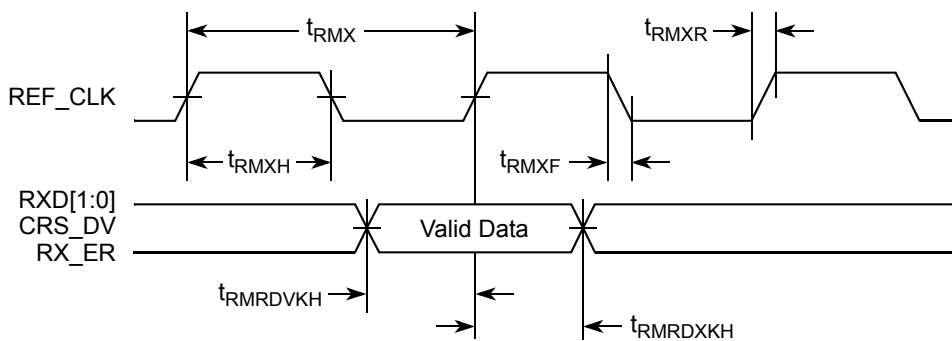 tRMX
tRMXR
REF_CLK
tRMXH
tRMXF
RXD[1:0]
CRS_DV
Valid Data
RX_ER
tRMRDVKH
tRMRDXKH